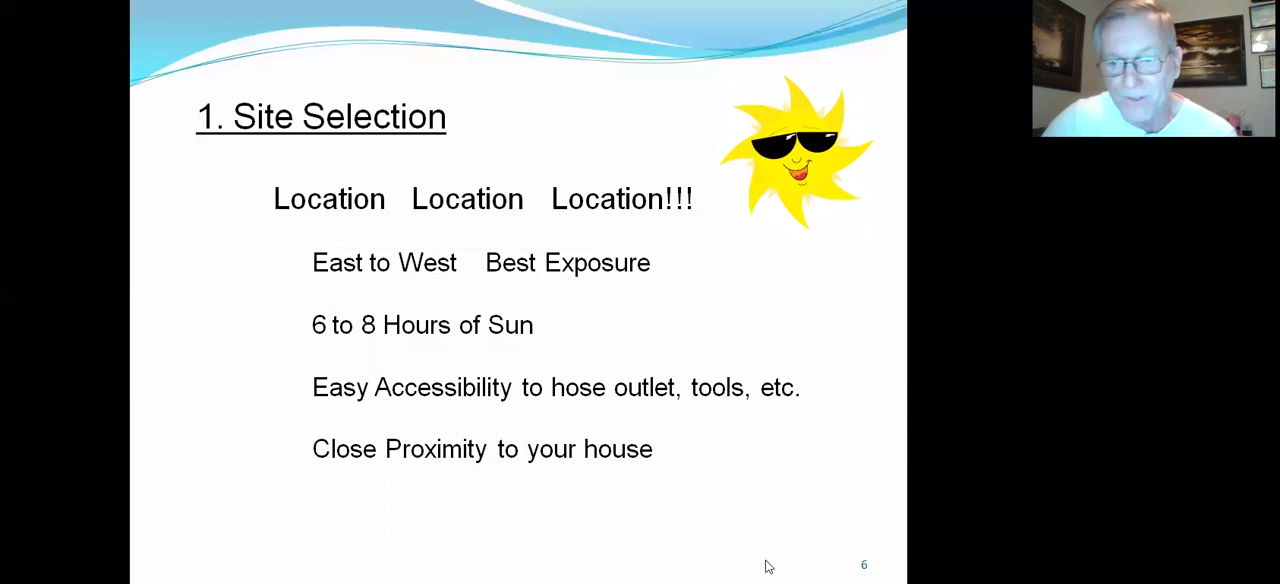 1. Site Selection
Location Location Location!!!
East to West Best Exposure
6 to 8 Hours of Sun
Easy Accessibility to hose outlet, tools, etc.
Close Proximity to your house
6